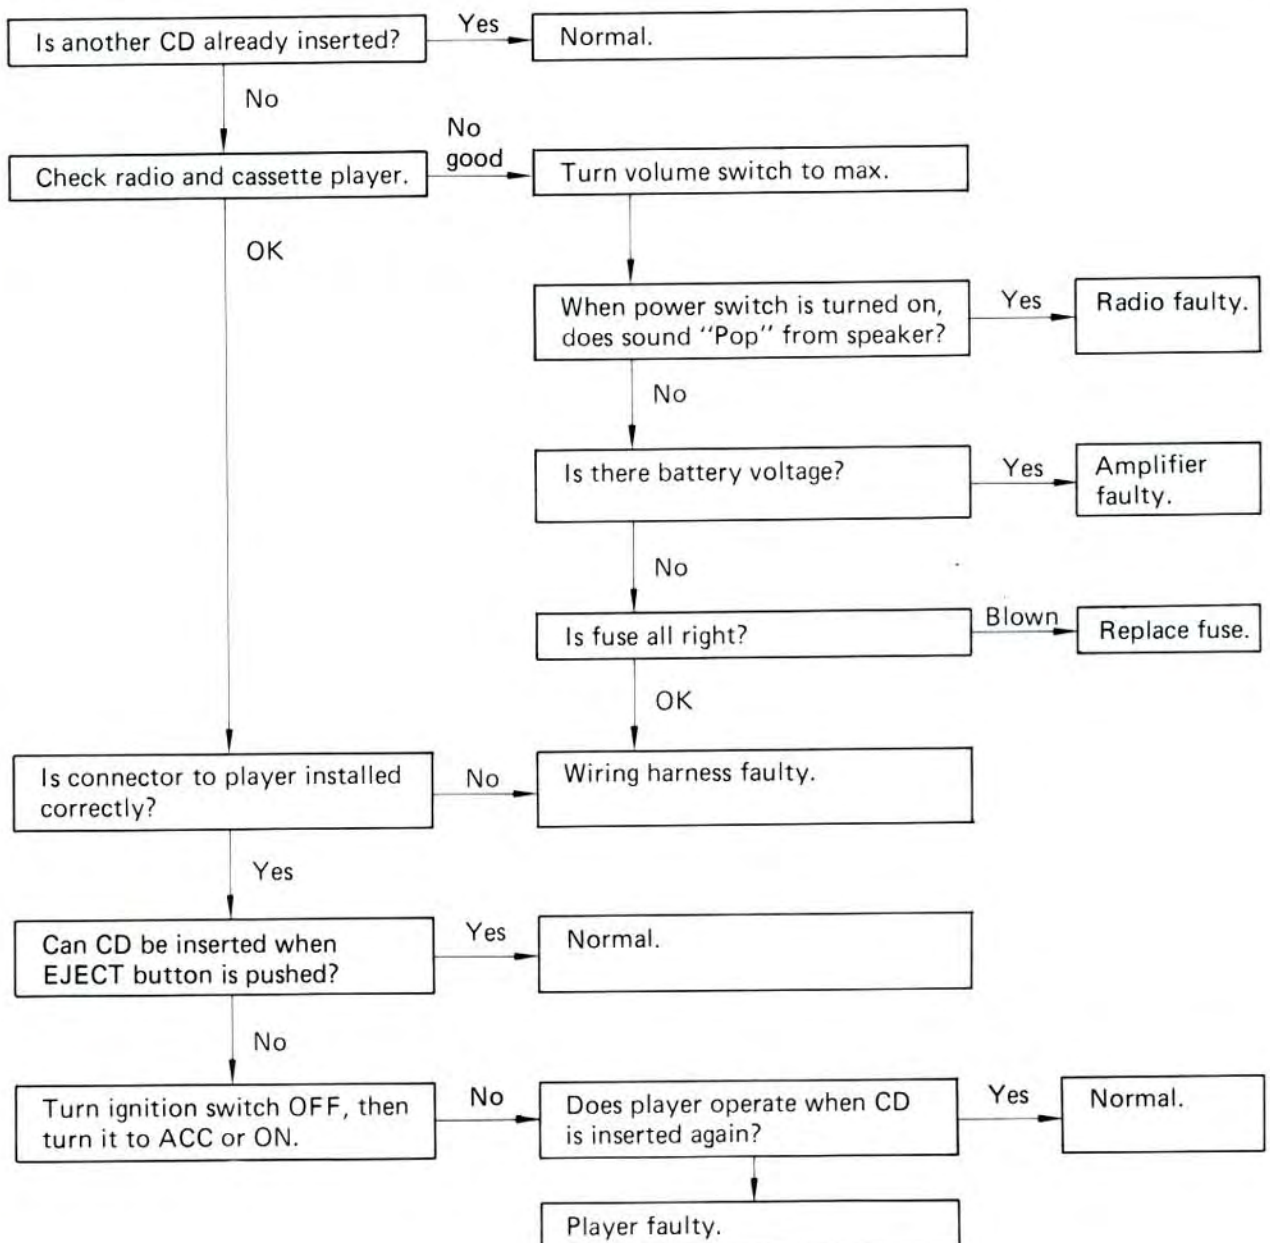 Is another CD already inserted?
Yes
Normal.
No
Check radio and cassette player.
No
good
Turn volume switch to max.
OK
When power switch is turned on,
does sound "Pop" from speaker?
Yes
Radio faulty.
No
Is there battery voltage?
Yes
Amplifier
faulty.
No
Is fuse all right?
Blown
Replace fuse.
OK
Is connector to player installed
correctly?
No
Wiring harness faulty.
Yes
Can CD be inserted when
EJECT button is pushed?
Yes
Normal.
No
Turn ignition switch OFF, then
turn it to ACC or ON.
No
Does player operate when CD
is inserted again?
Yes
Normal.
Player faulty.